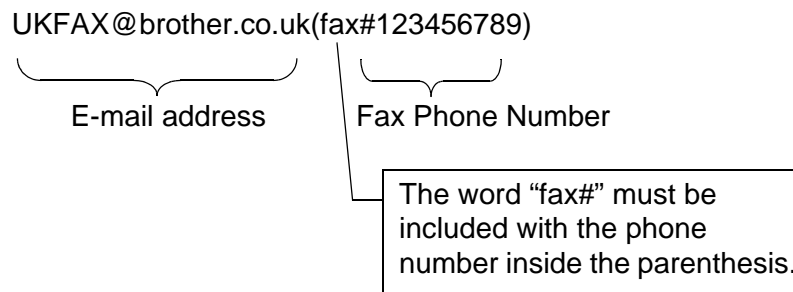 UKFAX@brother.co.uk(fax#123456789)
E-mail address Fax Phone Number
The word “fax#” must be
included with the phone
number inside the parenthesis.